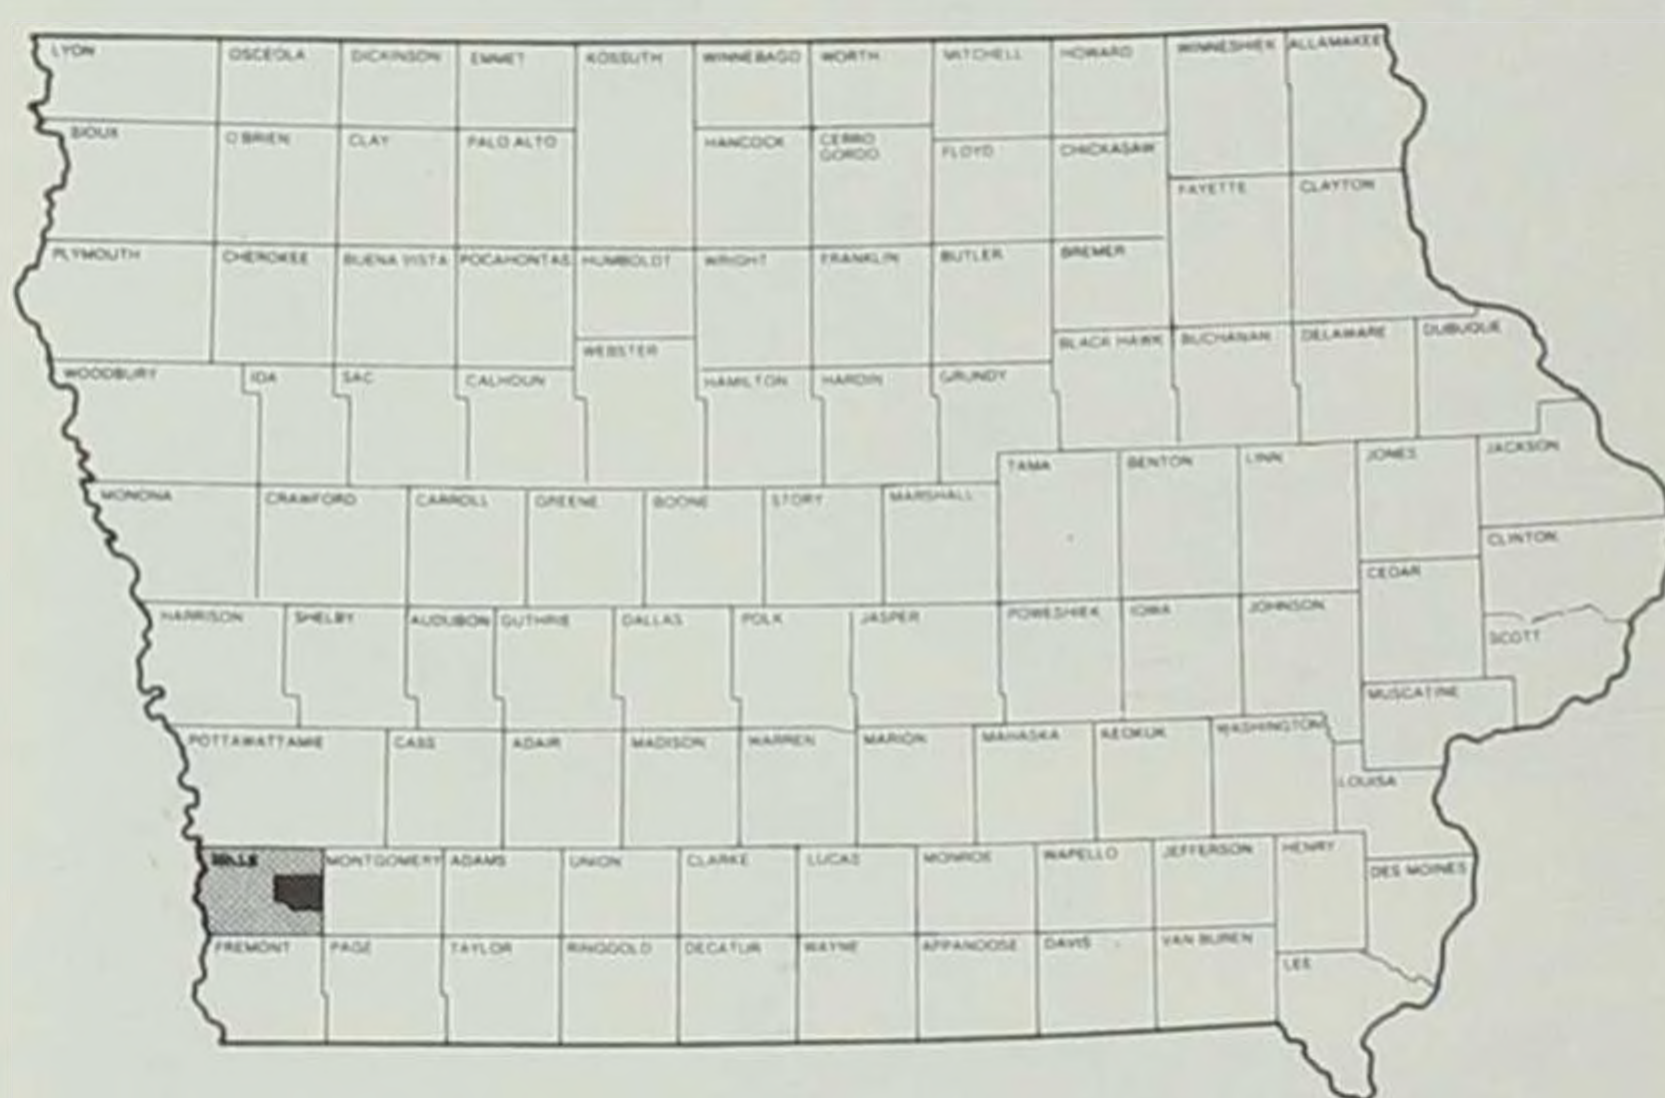 LYON
OSCEOLA
DICKINSON
EMMET
KOSSUTH
WINNEBAGO
WORTH
MITCHELL
HOWARD
WINNESHIEK
ALLAMAKEE
SIOUX
O'BRIEN
CLAY
PALO ALTO
HANCOCK
CERRO
GORDO
FLOYD
CHICKASAW
FAYETTE
CLAYTON
PLYMOUTH
CHEROKEE
BUENA VISTA
POCAHONTAS
HUMBOLDT
WRIGHT
FRANKLIN
BUTLER
BREMER
WEBSTER
BLACK HAWK
BUCHANAN
DELAWARE
DUBUQUE
WOODBURY
IDA
SAC
CALHOUN
HAMILTON
HARDIN
GRUNDY
TAMA
BENTON
LINN
JONES
JACKSON
MONONA
CRAWFORD
CARROLL
GREENE
BOONE
STORY
MARSHALL
CLINTON
CEDAR
HARRISON
SHELBY
AUDUBON
GUTHRIE
DALLAS
POLK
JASPER
POWESHIEK
IOWA
JOHNSON
SCOTT
MUSCATINE
POTTAWATTAMIE
CASS
ADAIR
MADISON
WARREN
MARION
MAHASKA
KEOKUK
WASHINGTON
LOUISA
MILLS
MONTGOMERY
ADAMS
UNION
CLARKE
LUCAS
MONROE
WAPELLO
JEFFERSON
HENRY
DES MOINES
FREMONT
PAGE
TAYLOR
RINGGOLD
DECATUR
WAYNE
APPANOOSE
DAVIS
VAN BUREN
LEE